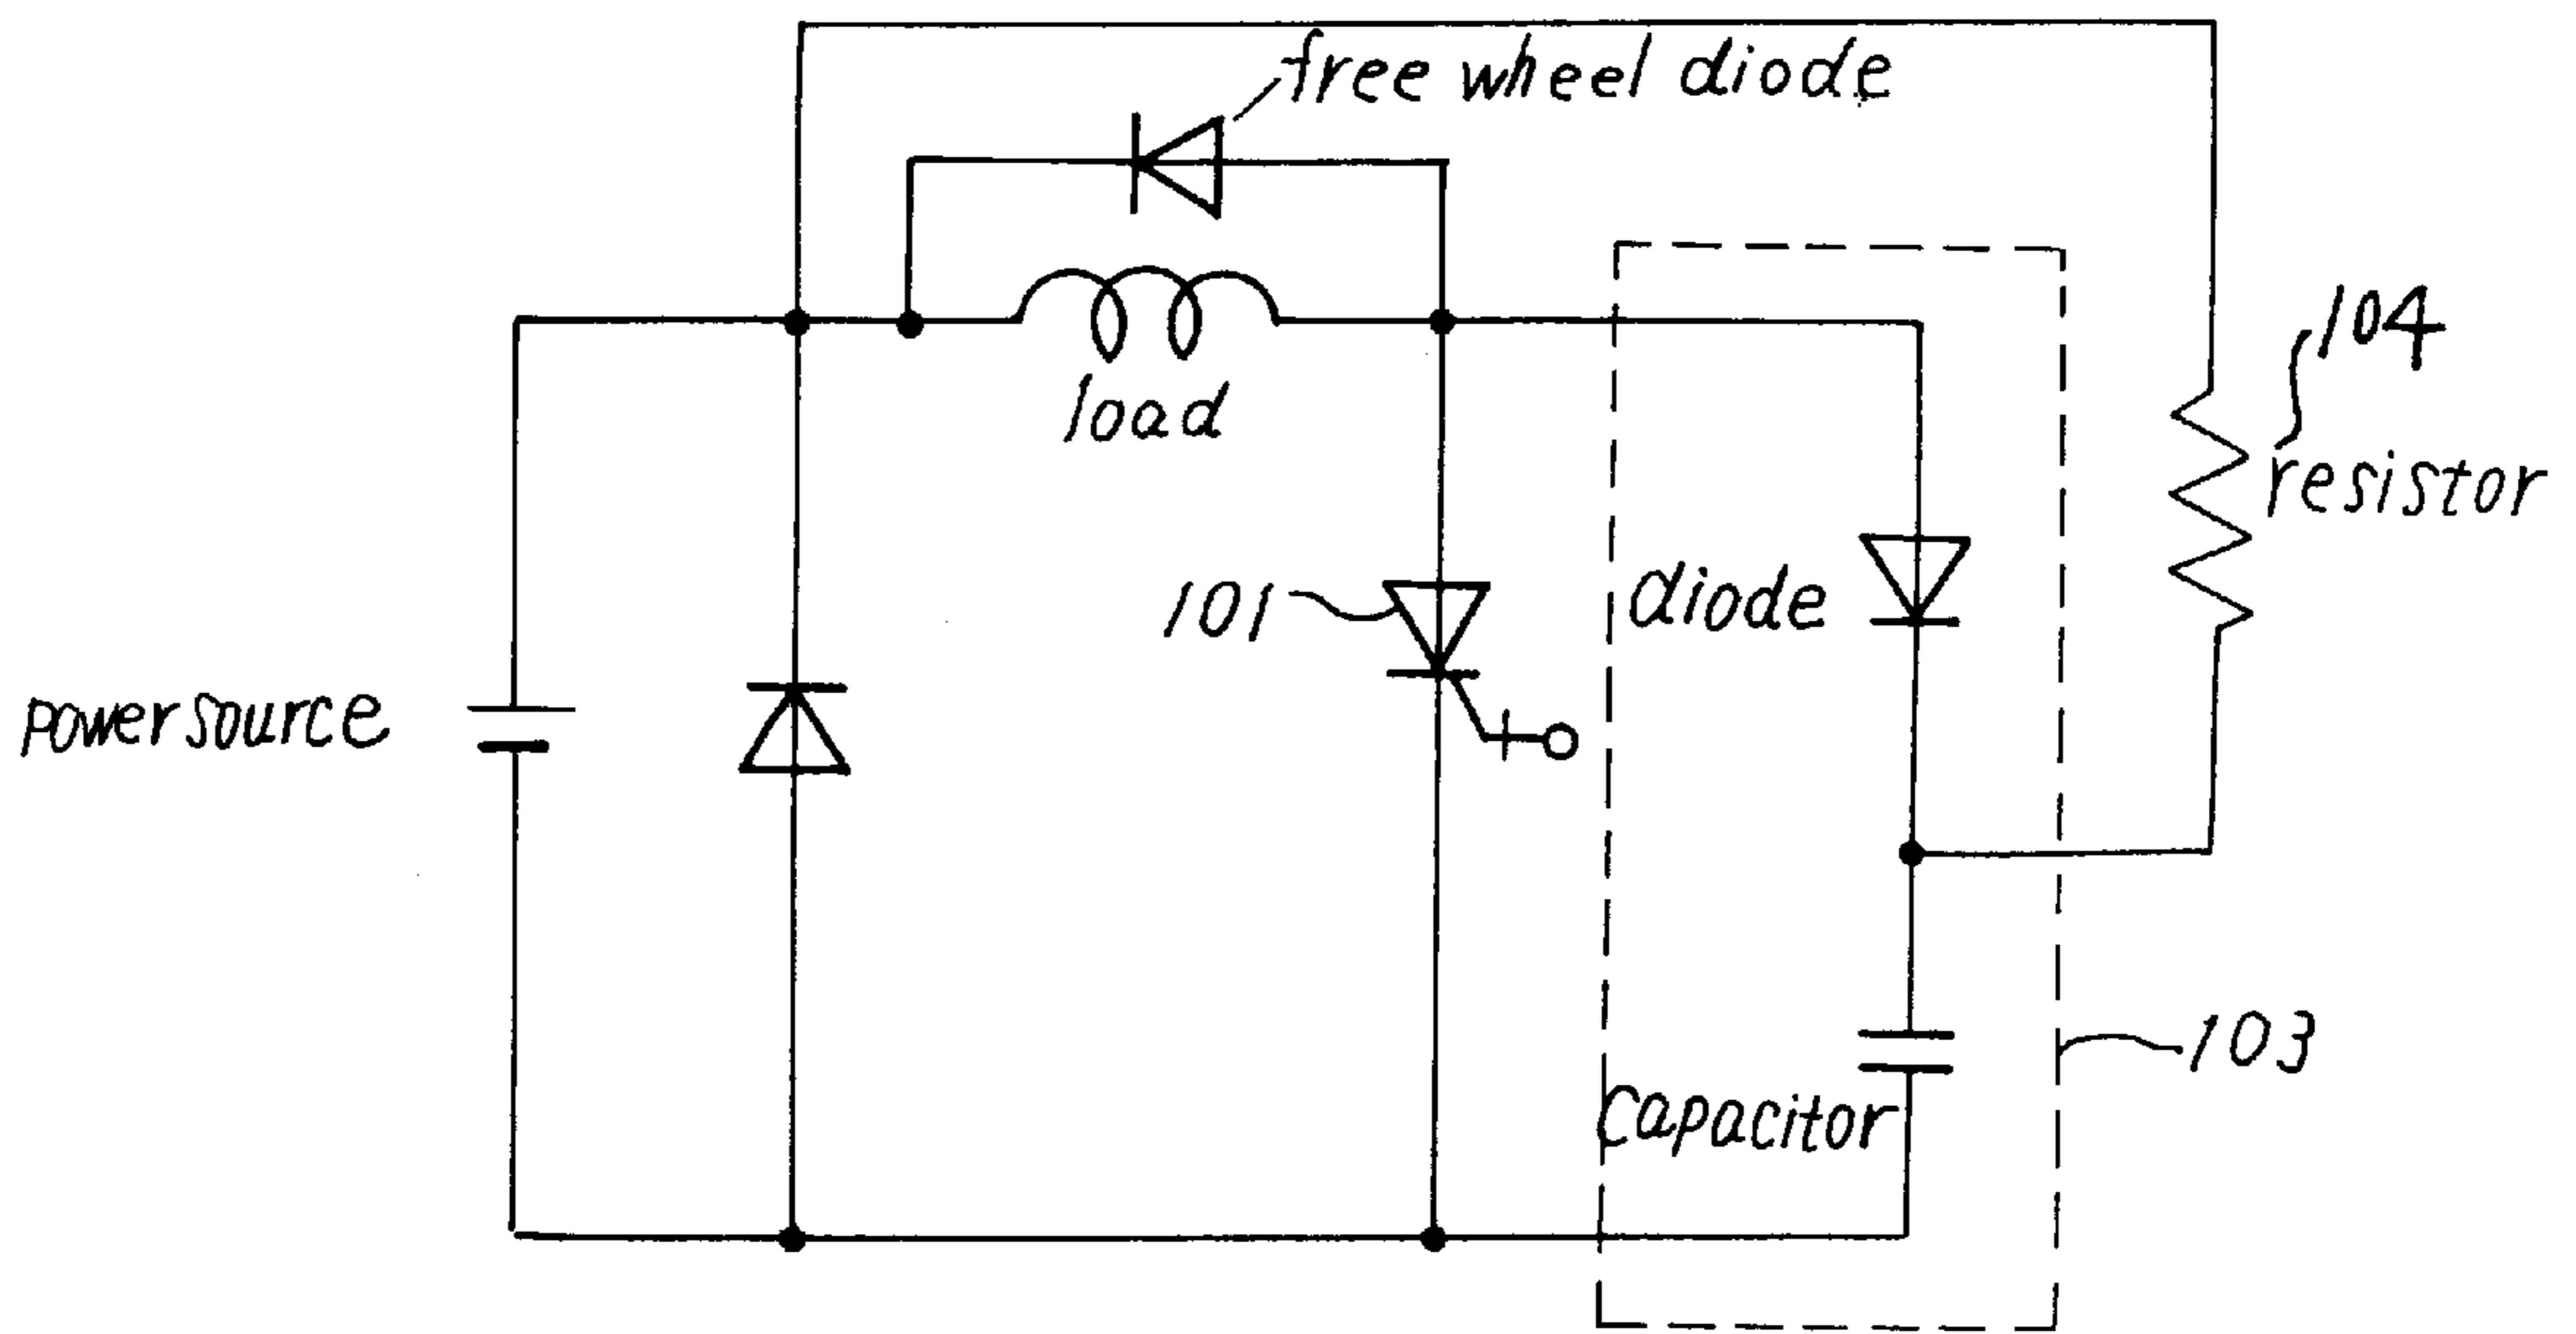 free wheel diode
104
load
resistor
101
diode
power source
103
capacitor